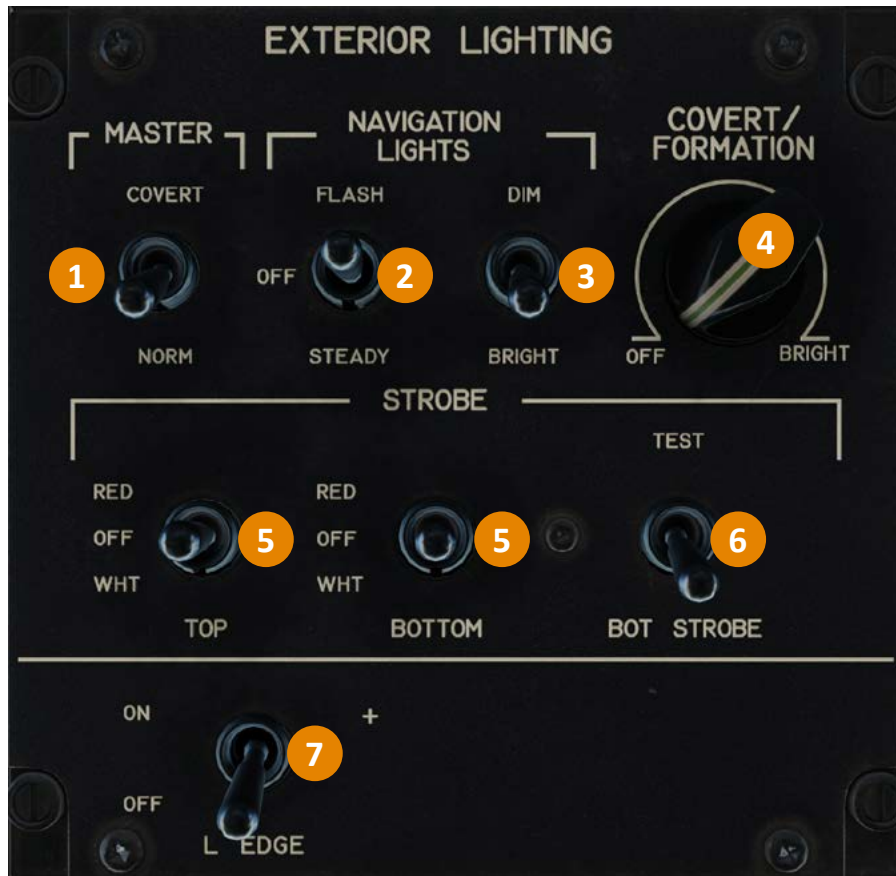 EXTERIOR LIGHTING
MASTER
NAVIGATION
LIGHTS
COVERT/
FORMATION
COVERT
FLASH
DIM
1
OFF
2
3
4
NORM
STEADY
BRIGHT
OFF
BRIGHT
STROBE
TEST
RED
OFF
WHT
5
RED
OFF
WHT
5
6
TOP
BOTTOM
BOT STROBE
ON
+
7
OFF
L EDGE